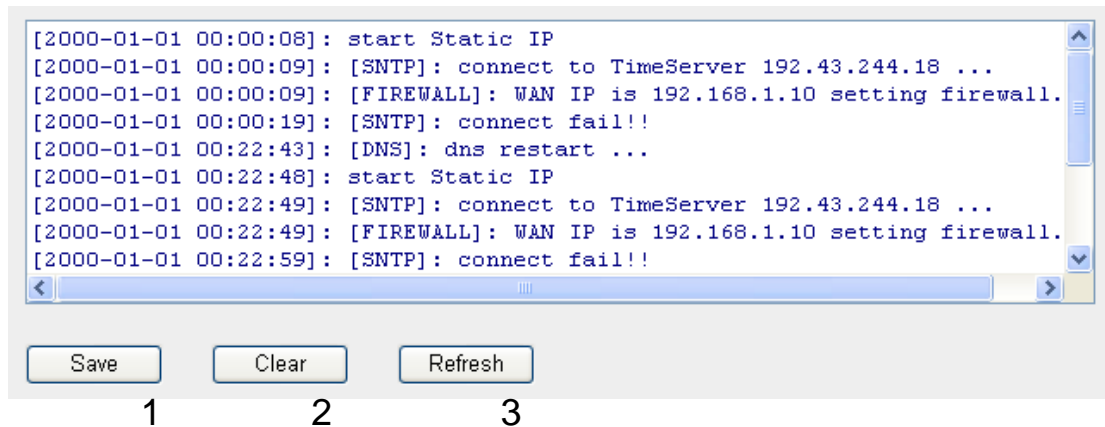 [2000-01-01 00:00:08]: start Static IP
[2000-01-01 00:00:09]: [SNTP]: connect to TimeServer 192.43.244.18 ...
[2000-01-01 00:00:09]: [FIREWALL]: WAN IP is 192.168.1.10 setting firewall.
[2000-01-01 00:00:19]: [SNTP]: connect fail!!
[2000-01-01 00:22:43]: [DNS]: dns restart ...
[2000-01-01 00:22:48]: start Static IP
[2000-01-01 00:22:49]: [SNTP]: connect to TimeServer 192.43.244.18 ...
[2000-01-01 00:22:49]: [FIREWALL]: WAN IP is 192.168.1.10 setting firewall.
[2000-01-01 00:22:59]: [SNTP]: connect fail!!
Save Clear Refresh
1 2 3